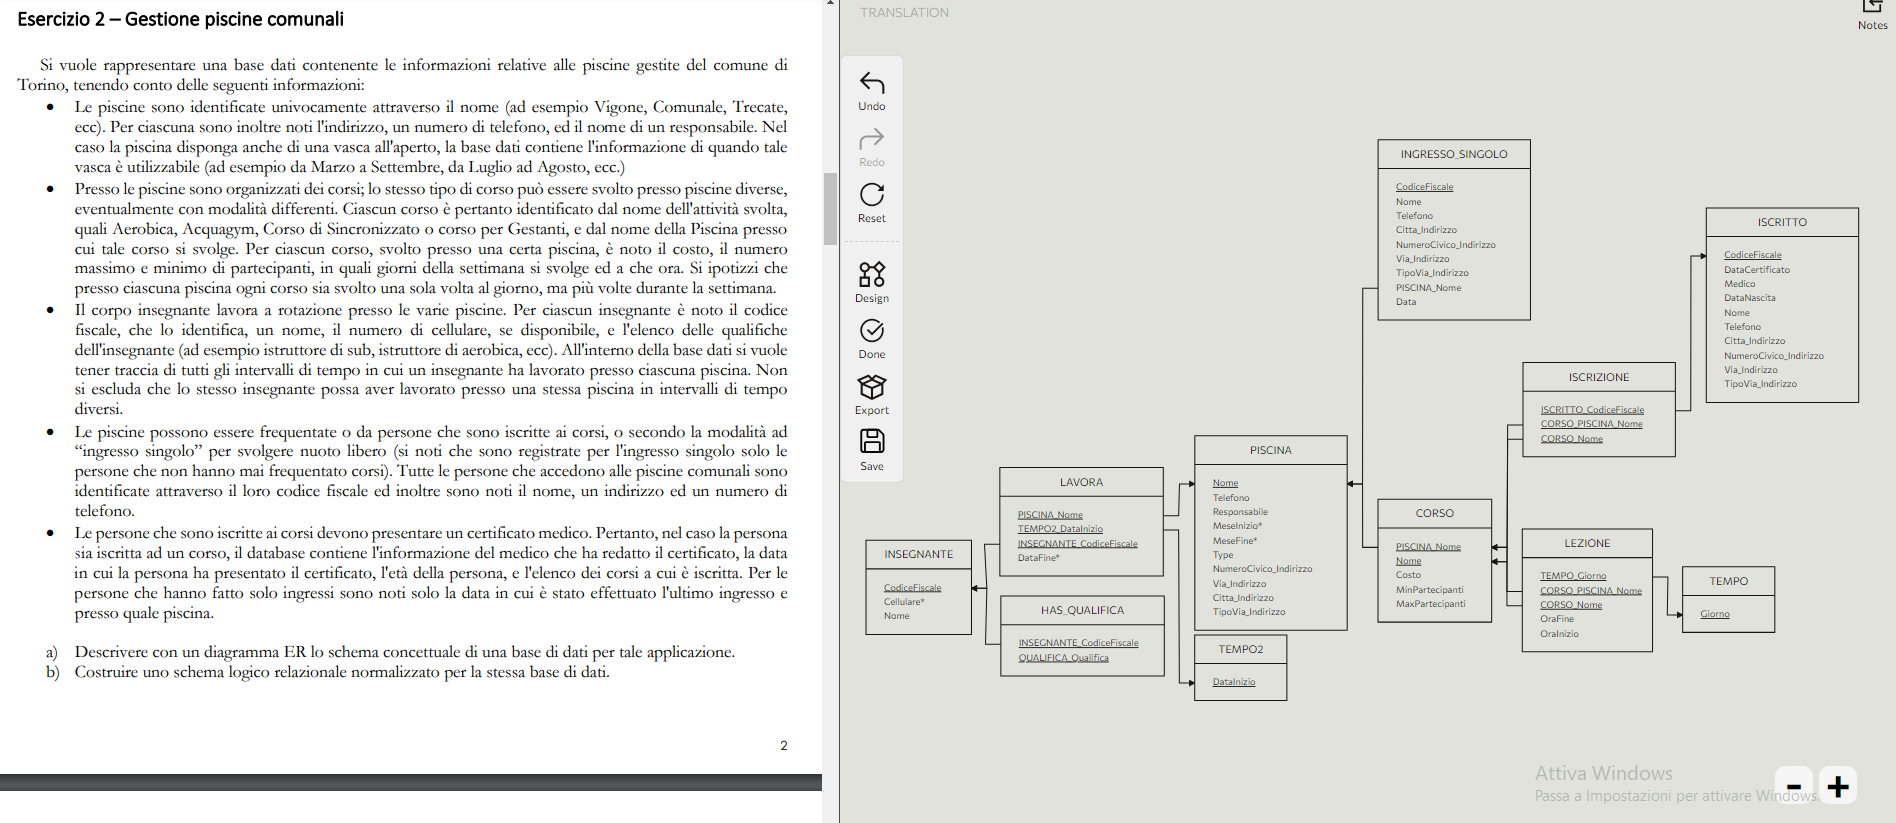 Esercizio 2 – Gestione piscine comunali
Si vuole rappresentare una base dati contenente le informazioni relative alle piscine gestite del comune di
Torino, tenendo conto delle seguenti informazioni:
• Le piscine sono identificate univocamente attraverso il nome (ad esempio Vigone, Comunale, Trecate,
ecc). Per ciascuna sono inoltre noti l'indirizzo, un numero di telefono, ed il nome di un responsabile. Nel
caso la piscina disponga anche di una vasca all'aperto, la base dati contiene l'informazione di quando tale
vasca è utilizzabile (ad esempio da Marzo a Settembre, da Luglio ad Agosto, ecc.)
• Presso le piscine sono organizzati dei corsi; lo stesso tipo di corso può essere svolto presso piscine diverse,
eventualmente con modalità differenti. Ciascun corso è pertanto identificato dal nome dell'attività svolta,
quali Aerobica, Acquagym, Corso di Sincronizzato o corso per Gestanti, e dal nome della Piscina presso
cui tale corso si svolge. Per ciascun corso, svolto presso una certa piscina, è noto il costo, il numero
massimo e minimo di partecipanti, in quali giorni della settimana si svolge ed a che ora. Si ipotizzi che
presso ciascuna piscina ogni corso sia svolto una sola volta al giorno, ma più volte durante la settimana.
• Il corpo insegnante lavora a rotazione presso le varie piscine. Per ciascun insegnante è noto il codice
fiscale, che lo identifica, un nome, il numero di cellulare, se disponibile, e l'elenco delle qualifiche
dell'insegnante (ad esempio istruttore di sub, istruttore di aerobica, ecc). All'interno della base dati si vuole
tener traccia di tutti gli intervalli di tempo in cui un insegnante ha lavorato presso ciascuna piscina. Non
si escluda che lo stesso insegnante possa aver lavorato presso una stessa piscina in intervalli di tempo
diversi.
• Le piscine possono essere frequentate o da persone che sono iscritte ai corsi, o secondo la modalità ad
“ingresso singolo” per svolgere nuoto libero (si noti che sono registrate per l'ingresso singolo solo le
persone che non hanno mai frequentato corsi). Tutte le persone che accedono alle piscine comunali sono
identificate attraverso il loro codice fiscale ed inoltre sono noti il nome, un indirizzo ed un numero di
telefono.
• Le persone che sono iscritte ai corsi devono presentare un certificato medico. Pertanto, nel caso la persona
sia iscritta ad un corso, il database contiene l'informazione del medico che ha redatto il certificato, la data
in cui la persona ha presentato il certificato, l'età della persona, e l'elenco dei corsi a cui è iscritta. Per le
persone che hanno fatto solo ingressi sono noti solo la data in cui è stato effettuato l'ultimo ingresso e
presso quale piscina.
a) Descrivere con un diagramma ER lo schema concettuale di una base di dati per tale applicazione.
b) Costruire uno schema logico relazionale normalizzato per la stessa base di dati.
2
TRANSLATION
Notes
Undo
Redo
Reset
Design
Done
Export
Save
INSEGNANTE
CodiceFiscale
Cellulare*
Nome
LAVORA
PISCINA_Nome
TEMPO2_DataInizio
INSEGNANTE_CodiceFiscale
DataFine*
HAS_QUALIFICA
INSEGNANTE_CodiceFiscale
QUALIFICA_Qualifica
PISCINA
Nome
Telefono
Responsabile
MeseInizio*
MeseFine*
Type
NumeroCivico_Indirizzo
Via_Indirizzo
Citta_Indirizzo
TipoVia_Indirizzo
TEMPO2
DataInizio
INGRESSO_SINGOLO
CodiceFiscale
Nome
Telefono
Citta_Indirizzo
NumeroCivico_Indirizzo
Via_Indirizzo
TipoVia_Indirizzo
PISCINA_Nome
Data
CORSO
PISCINA_Nome
Nome
Costo
MinPartecipanti
MaxPartecipanti
ISCRIZIONE
ISCRITTO_CodiceFiscale
CORSO_PISCINA_Nome
CORSO_Nome
LEZIONE
TEMPO_Giorno
CORSO_PISCINA_Nome
CORSO_Nome
OraFine
OraInizio
ISCRITTO
CodiceFiscale
DataCertificato
Medico
DataNascita
Nome
Telefono
Citta_Indirizzo
NumeroCivico_Indirizzo
Via_Indirizzo
TipoVia_Indirizzo
TEMPO
Giorno
Attiva Windows
Passa a Impostazioni per attivare Windows.
- +